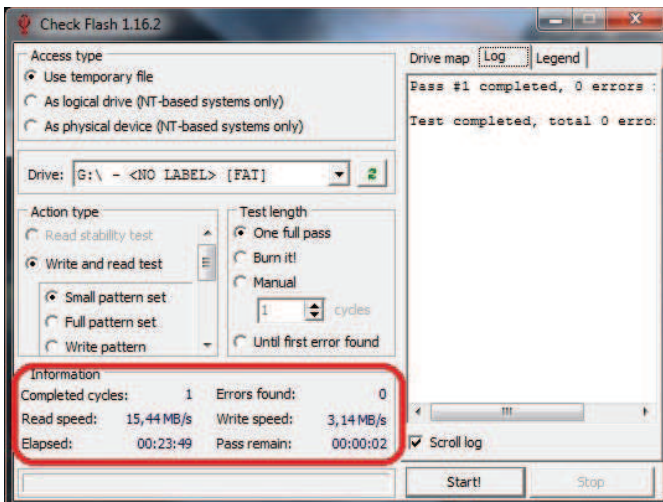 Check Flash 1.16.2
Access type
Use temporary file
As logical drive (NT-based systems only)
As physical device (NT-based systems only)
Drive: G:\ - <NO LABEL> [FAT]
Action type
Read stability test
Write and read test
Small pattern set
Full pattern set
Write pattern
Test length
One full pass
Burn it!
Manual
1 cycles
Until first error found
Information
Completed cycles: 1 Errors found: 0
Read speed: 15,44 MB/s Write speed: 3,14 MB/s
Elapsed: 00:23:49 Pass remain: 00:00:02
Drive map Log Legend
Pass #1 completed, 0 errors
Test completed, total 0 erro
Scroll log
Start! Stop